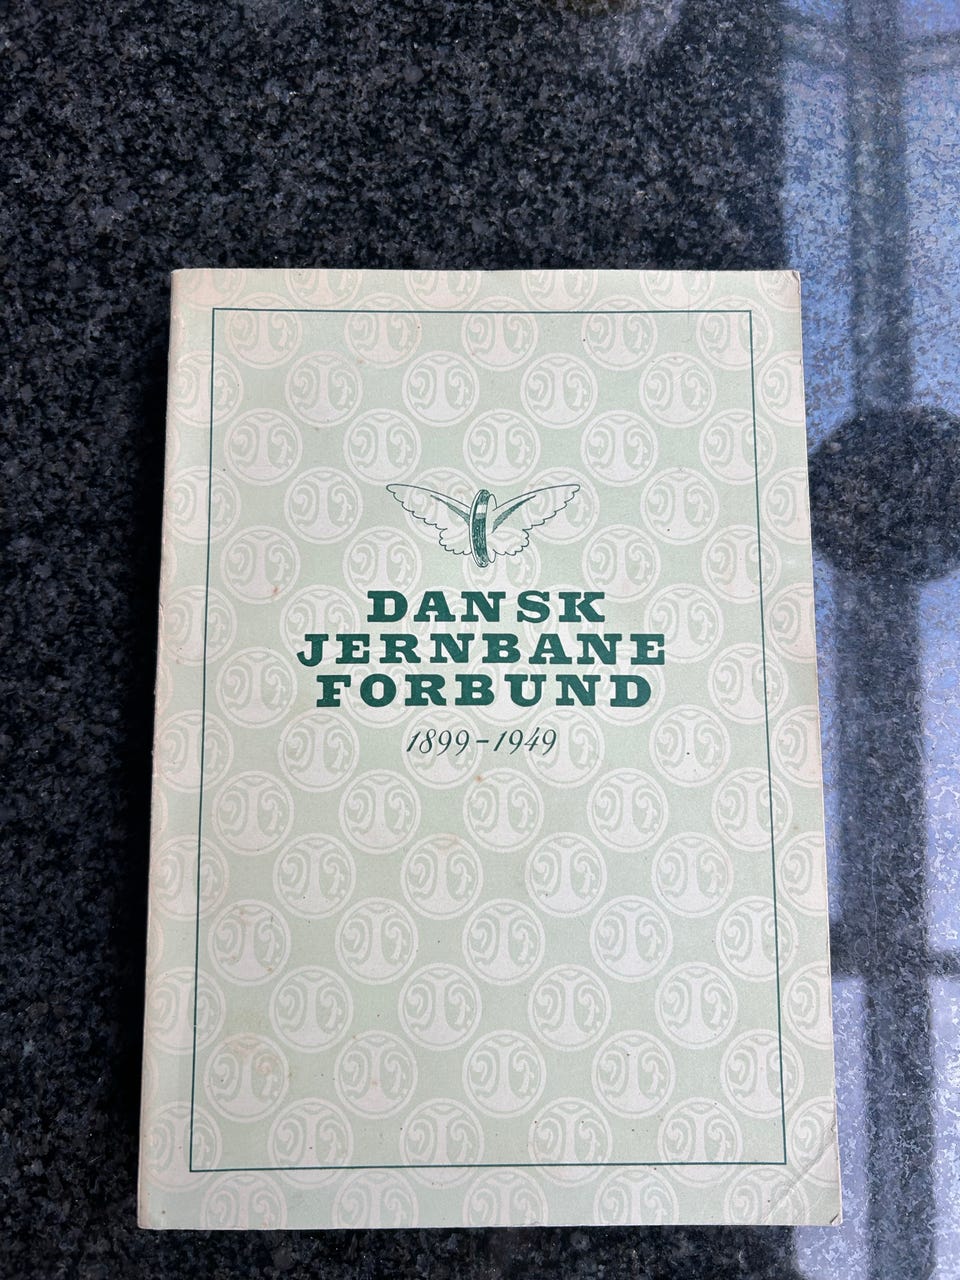 DANSK
JERNBANE
FORBUND
1899-1949